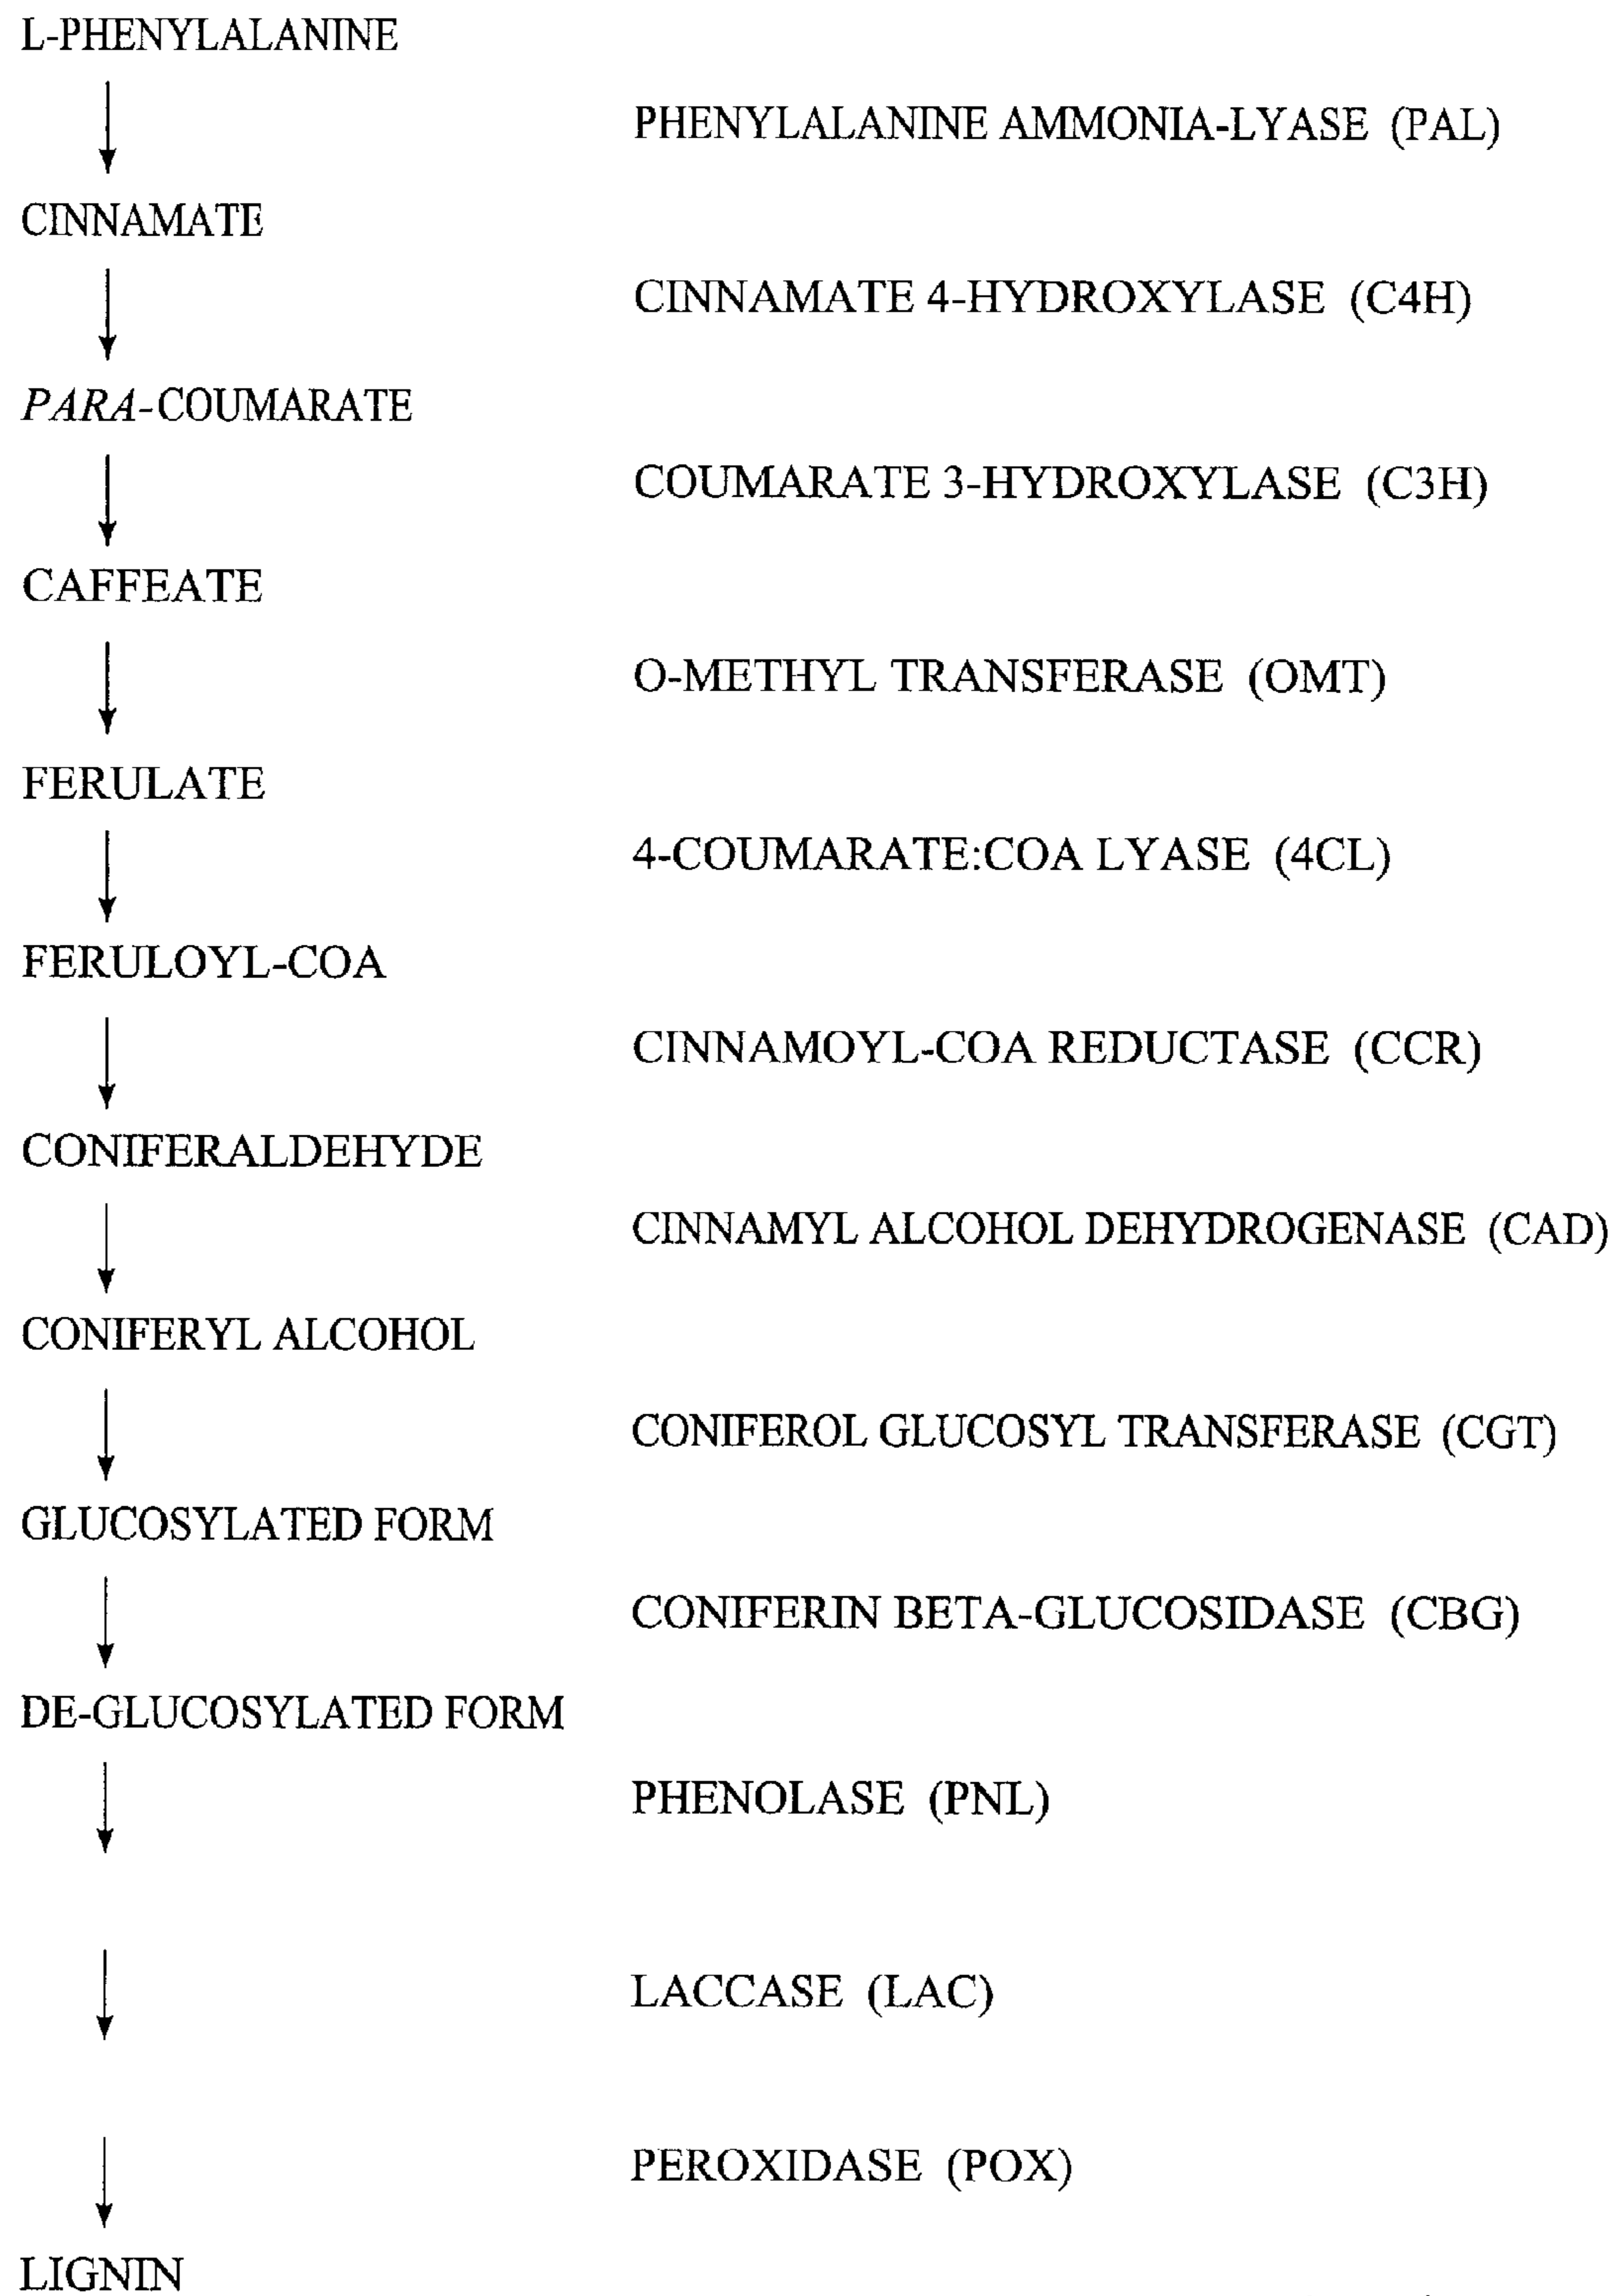 L-PHENYLALANINE
PHENYLALANINE AMMONIA-LYASE (PAL)
CINNAMATE
CINNAMATE 4-HYDROXYLASE (C4H)
PARA-COUMARATE
COUMARATE 3-HYDROXYLASE (C3H)
CAFFEATE
O-METHYL TRANSFERASE (OMT)
FERULATE
4-COUMARATE:COA LYASE (4CL)
FERULOYL-COA
CINNAMOYL-COA REDUCTASE (CCR)
CONIFERALDEHYDE
CINNAMYL ALCOHOL DEHYDROGENASE (CAD)
CONIFERYL ALCOHOL
CONIFEROL GLUCOSYL TRANSFERASE (CGT)
GLUCOSYLATED FORM
CONIFERIN BETA-GLUCOSIDASE (CBG)
DE-GLUCOSYLATED FORM
PHENOLASE (PNL)
LACCASE (LAC)
PEROXIDASE (POX)
LIGNIN